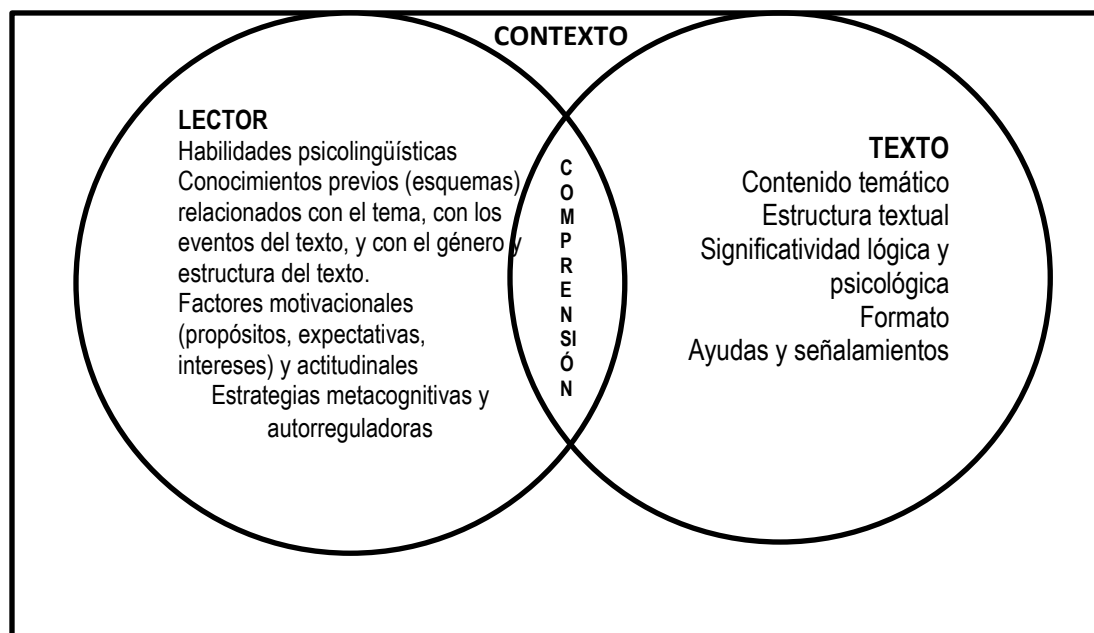 CONTEXTO
LECTOR
Habilidades psicolingüísticas
Conocimientos previos (esquemas)
relacionados con el tema, con los
eventos del texto, y con el género y
estructura del texto.
Factores motivacionales
(propósitos, expectativas,
intereses) y actitudinales
Estrategias metacognitivas y
autorreguladoras
C
O
M
P
R
E
N
SI
Ó
N
TEXTO
Contenido temático
Estructura textual
Significatividad lógica y
psicológica
Formato
Ayudas y señalamientos